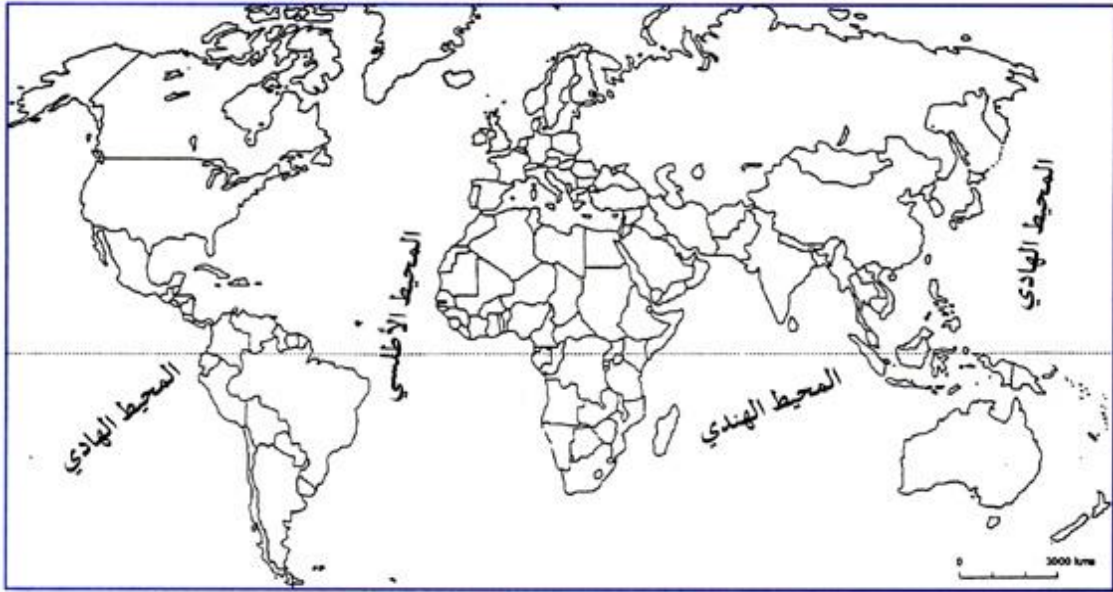 المحيط الهادي
المحيط الأطلسي
المحيط الهندي
المحيط الهادي
0 3000 kms